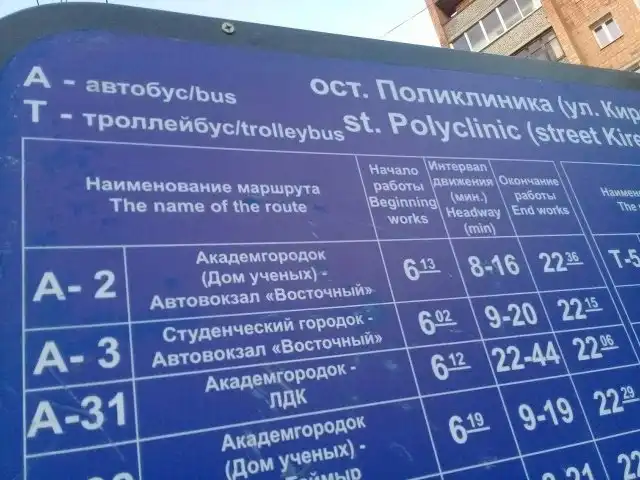 А - автобус/bus
Т - троллейбус/trolleybus
ост. Поликлиника (ул. Кир
st. Polyclinic (street Kire
Наименование маршрута
The name of the route
Начало
работы
Beginning
works
Интервал
движения
(мин.)
Headway
(min)
Окончание
работы
End works
А- 2
Академгородок
(Дом ученых) -
Автовокзал «Восточный»
6 13
8-16
22 36
Т-5
А- 3
Студенческий городок -
Автовокзал «Восточный»
6 02
9-20
22 15
А-31
Академгородок -
ЛДК
6 12
22-44
22 06
Академгородок
(Дом ученых) -
6 19
9-19
22 29